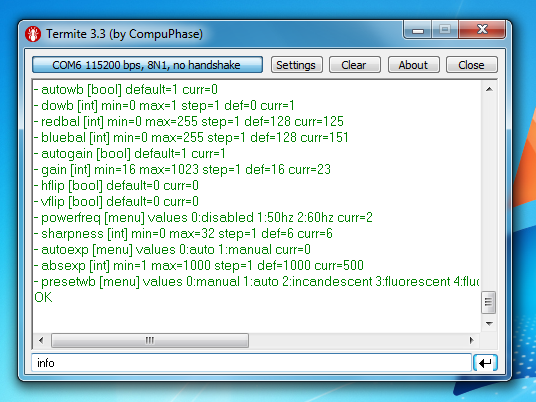 Termite 3.3 (by CompuPhase)
COM6 115200 bps, 8N1, no handshake Settings Clear About Close
- autowb [bool] default=1 curr=0
- dowb [int] min=0 max=1 step=1 def=0 curr=1
- redbal [int] min=0 max=255 step=1 def=128 curr=125
- bluebal [int] min=0 max=255 step=1 def=128 curr=151
- autogain [bool] default=1 curr=1
- gain [int] min=16 max=1023 step=1 def=16 curr=23
- hflip [bool] default=0 curr=0
- vflip [bool] default=0 curr=0
- powerfreq [menu] values 0:disabled 1:50hz 2:60hz curr=2
- sharpness [int] min=0 max=32 step=1 def=6 curr=6
- autoexp [menu] values 0:auto 1:manual curr=0
- absexp [int] min=1 max=1000 step=1 def=1000 curr=500
- presetwb [menu] values 0:manual 1:auto 2:incandescent 3:fluorescent 4:flu
OK
info